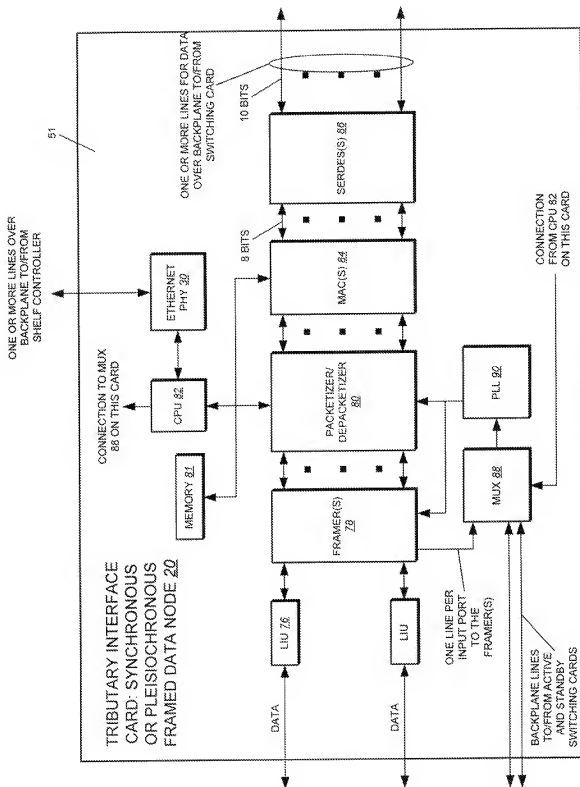 51
ONE OR MORE LINES OVER
BACKPLANE TO/FROM
SHELF CONTROLLER
TRIBUTARY INTERFACE
CARD: SYNCHRONOUS
OR PLEISIOCHRONOUS
FRAMED DATA NODE 20
CONNECTION TO MUX
88 ON THIS CARD
MEMORY 81
CPU 82
ETHERNET
PHY 30
ONE OR MORE LINES FOR DATA
OVER BACKPLANE TO/FROM
SWITCHING CARD
8 BITS
10 BITS
DATA
LIU 76
FRAMER(S)
78
PACKETIZER/
DEPACKETIZER
80
MAC(S) 84
SERDES(S) 86
DATA
LIU
ONE LINE PER
INPUT PORT
TO THE
FRAMER(S)
MUX 88
PLL 90
CONNECTION
FROM CPU 82
ON THIS CARD
BACKPLANE LINES
TO/FROM ACTIVE
AND STANDBY
SWITCHING CARDS